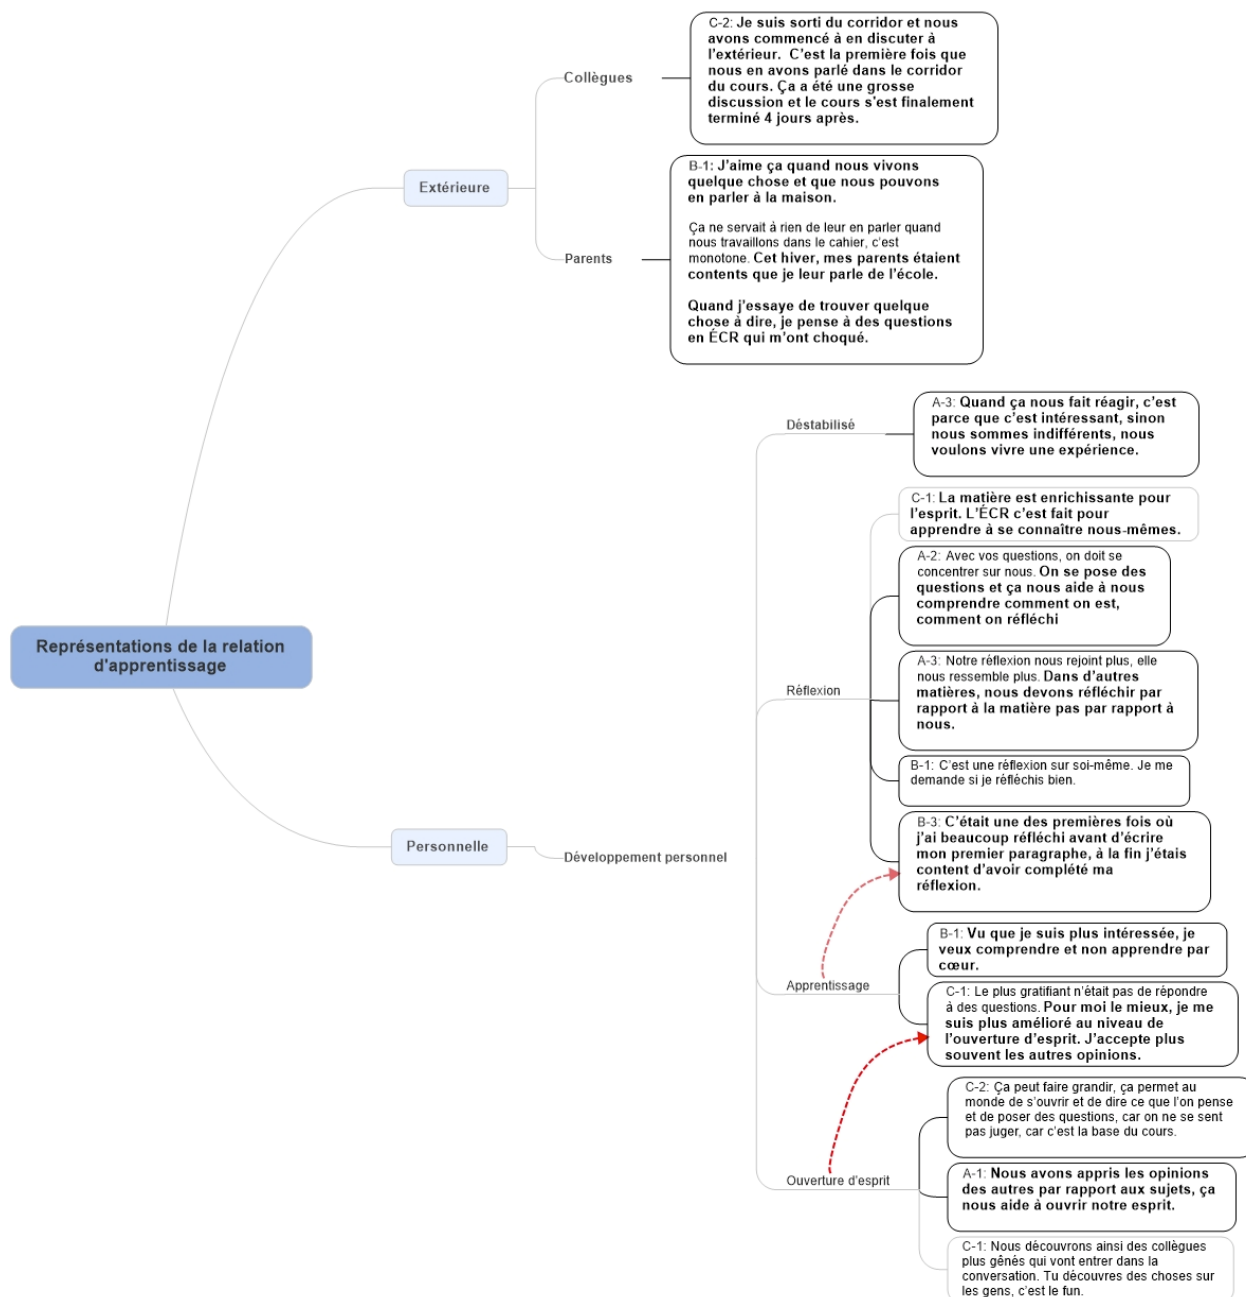 C-2: Je suis sorti du corridor et nous
avons commencé à en discuter à
l'extérieur.  C'est la première fois que
nous en avons parlé dans le corridor
du cours. Ça a été une grosse
discussion et le cours s'est finalement
terminé 4 jours après.
Collègues
Extérieure
B-1: J'aime ça quand nous vivons
quelque chose et que nous pouvons
en parler à la maison.
Ça ne servait à rien de leur en parler quand
nous travaillons dans le cahier, c'est
monotone. Cet hiver, mes parents étaient
contents que je leur parle de l'école.
Quand j'essaye de trouver quelque
chose à dire, je pense à des questions
en ÉCR qui m'ont choqué.
Parents
Représentations de la relation
d'apprentissage
Personnelle
Développement personnel
Déstabilisé
A-3: Quand ça nous fait réagir, c'est
parce que c'est intéressant, sinon
nous sommes indifférents, nous
voulons vivre une expérience.
Réflexion
C-1: La matière est enrichissante pour
l'esprit. L'ÉCR c'est fait pour
apprendre à se connaître nous-mêmes.
A-2: Avec vos questions, on doit se
concentrer sur nous. On se pose des
questions et ça nous aide à nous
comprendre comment on est,
comment on réfléchi
A-3: Notre réflexion nous rejoint plus, elle
nous ressemble plus. Dans d'autres
matières, nous devons réfléchir par
rapport à la matière pas par rapport à
nous.
B-1: C'est une réflexion sur soi-même. Je me
demande si je réfléchis bien.
B-3: C'était une des premières fois où
j'ai beaucoup réfléchi avant d'écrire
mon premier paragraphe, à la fin j'étais
content d'avoir complété ma
réflexion.
Apprentissage
B-1: Vu que je suis plus intéressée, je
veux comprendre et non apprendre par
cœur.
C-1: Le plus gratifiant n'était pas de répondre
à des questions. Pour moi le mieux, je me
suis plus amélioré au niveau de
l'ouverture d'esprit. J'accepte plus
souvent les autres opinions.
Ouverture d'esprit
C-2: Ça peut faire grandir, ça permet au
monde de s'ouvrir et de dire ce que l'on pense
et de poser des questions, car on ne se sent
pas juger, car c'est la base du cours.
A-1: Nous avons appris les opinions
des autres par rapport aux sujets, ça
nous aide à ouvrir notre esprit.
C-1: Nous découvrons ainsi des collègues
plus gênés qui vont entrer dans la
conversation. Tu découvres des choses sur
les gens, c'est le fun.